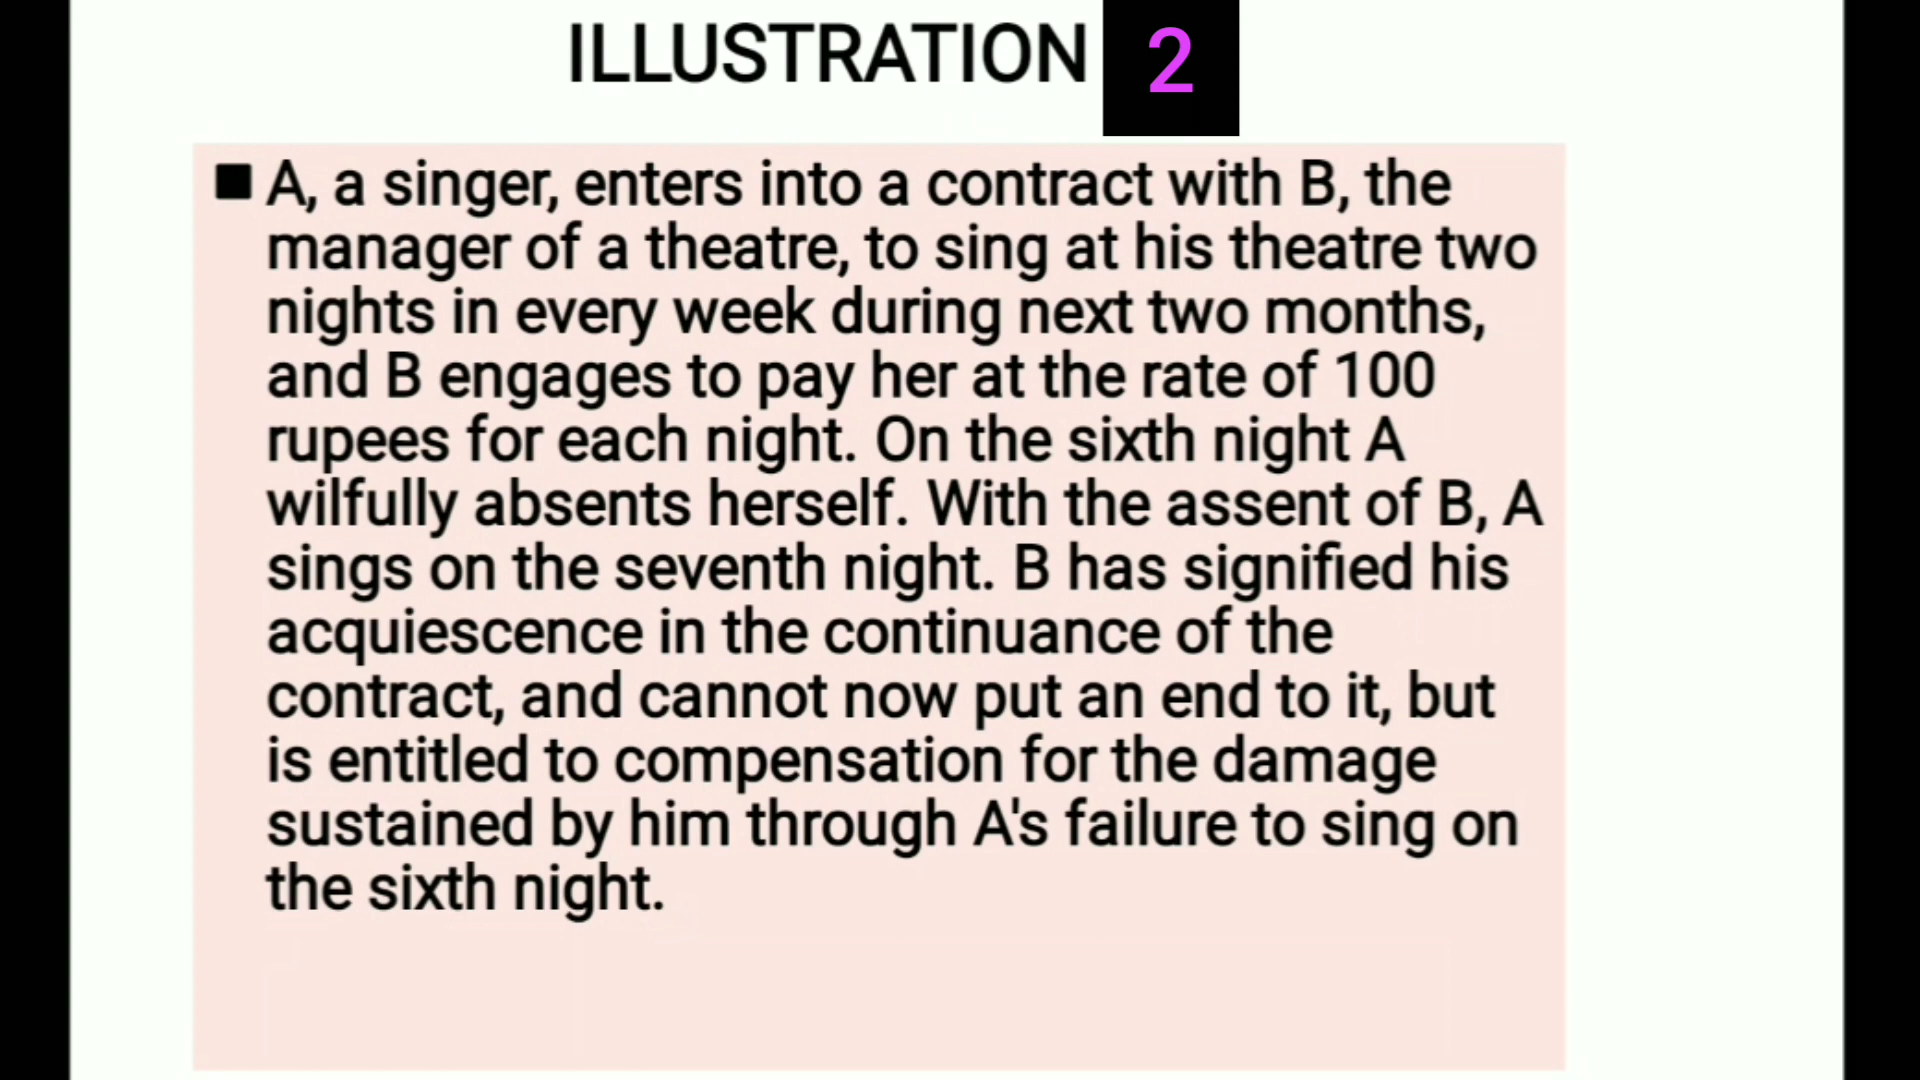 ILLUSTRATION 2
■ A, a singer, enters into a contract with B, the
manager of a theatre, to sing at his theatre two
nights in every week during next two months,
and B engages to pay her at the rate of 100
rupees for each night. On the sixth night A
wilfully absents herself. With the assent of B, A
sings on the seventh night. B has signified his
acquiescence in the continuance of the
contract, and cannot now put an end to it, but
is entitled to compensation for the damage
sustained by him through A's failure to sing on
the sixth night.